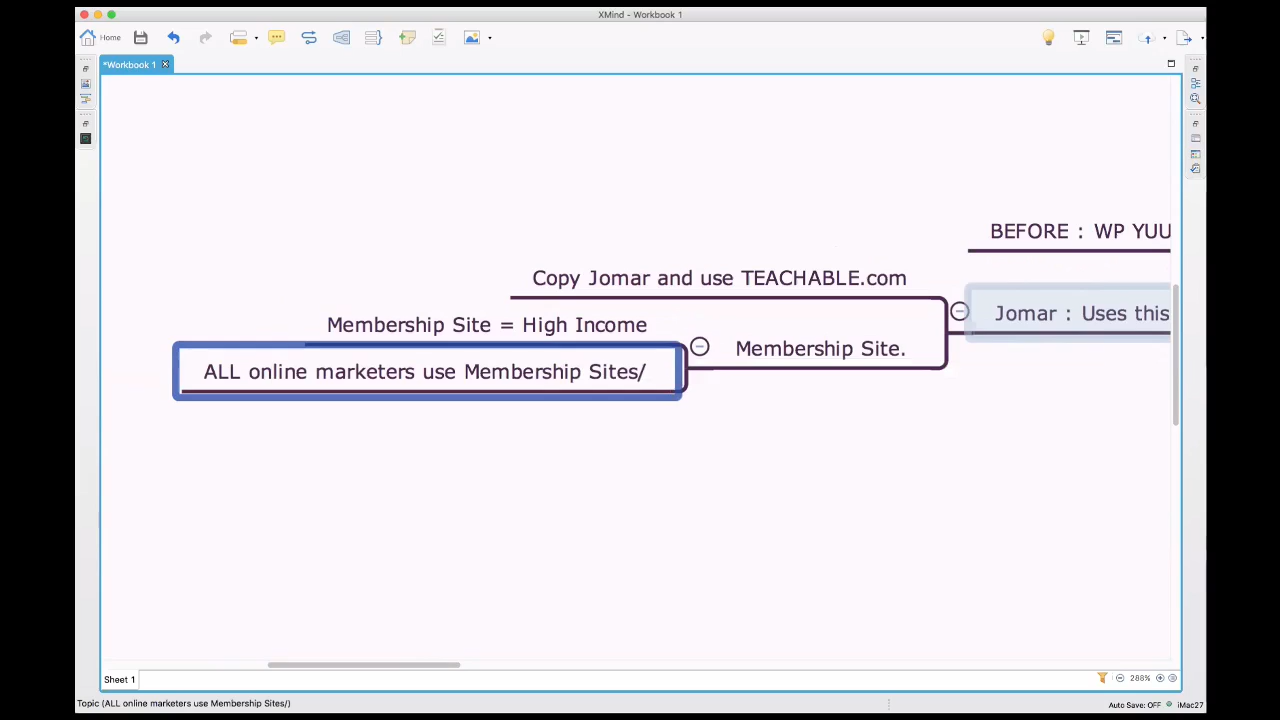 XMind - Workbook 1
Home
*Workbook 1
BEFORE : WP YUU
Copy Jomar and use TEACHABLE.com
Jomar : Uses this
Membership Site = High Income
Membership Site.
ALL online marketers use Membership Sites/
Sheet 1
288%
Topic (ALL online marketers use Membership Sites/)
Auto Save: OFF
iMac27